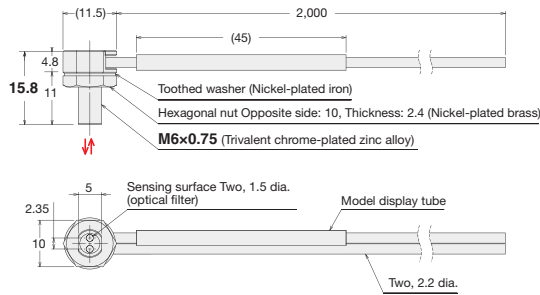 (11.5)
2,000
(45)
4.8
15.8
11
Toothed washer (Nickel-plated iron)
Hexagonal nut Opposite side: 10, Thickness: 2.4 (Nickel-plated brass)
M6×0.75 (Trivalent chrome-plated zinc alloy)
5
Sensing surface Two, 1.5 dia.
(optical filter)
Model display tube
2.35
10
Two, 2.2 dia.